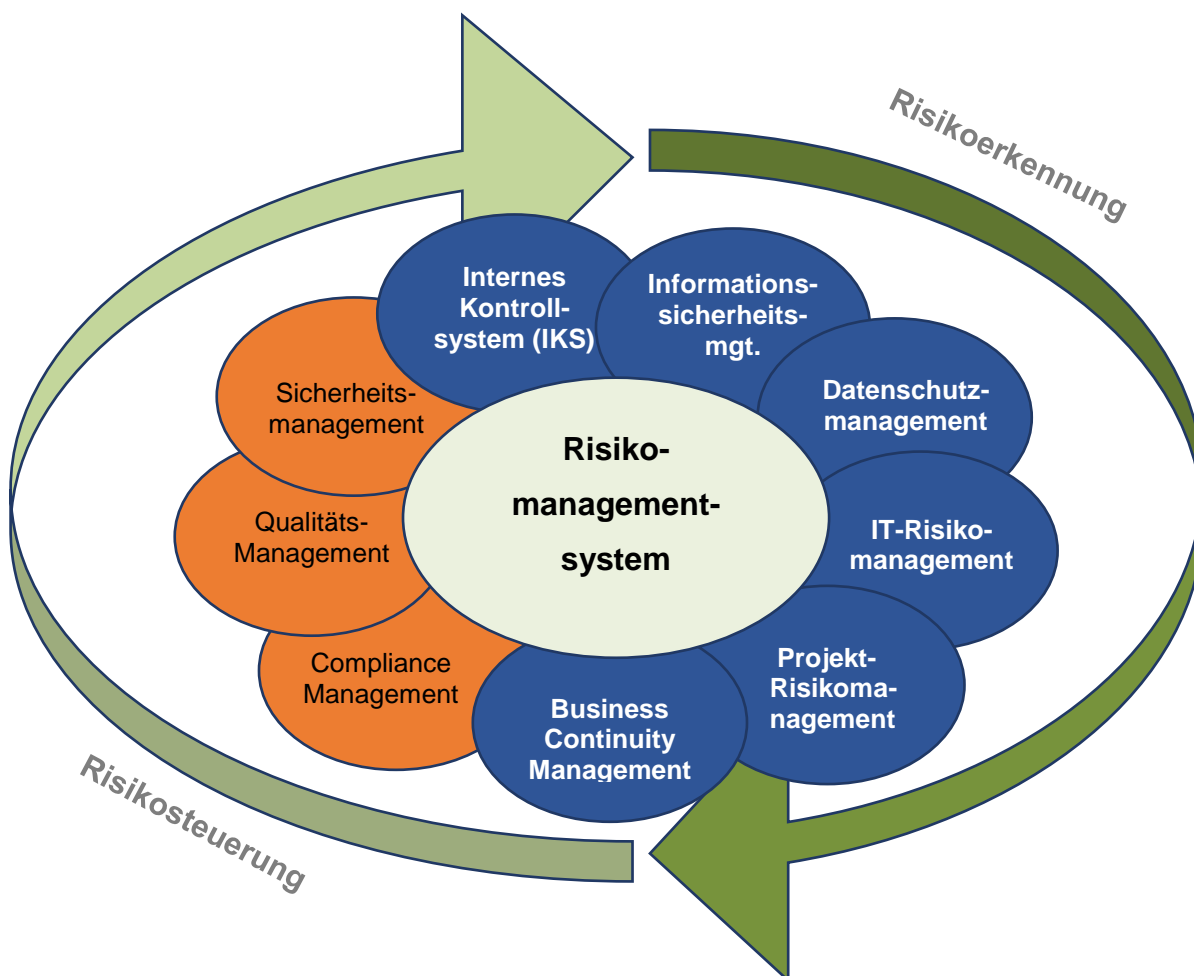 Risikoerkennung
Internes
Kontroll-
system (IKS)
Informations-
sicherheits-
mgt.
Datenschutz-
management
IT-Risiko-
management
Projekt-
Risikoma-
nagement
Business
Continuity
Management
Compliance
Management
Qualitäts-
Management
Sicherheits-
management
Risiko-
management-
system
Risikosteuerung